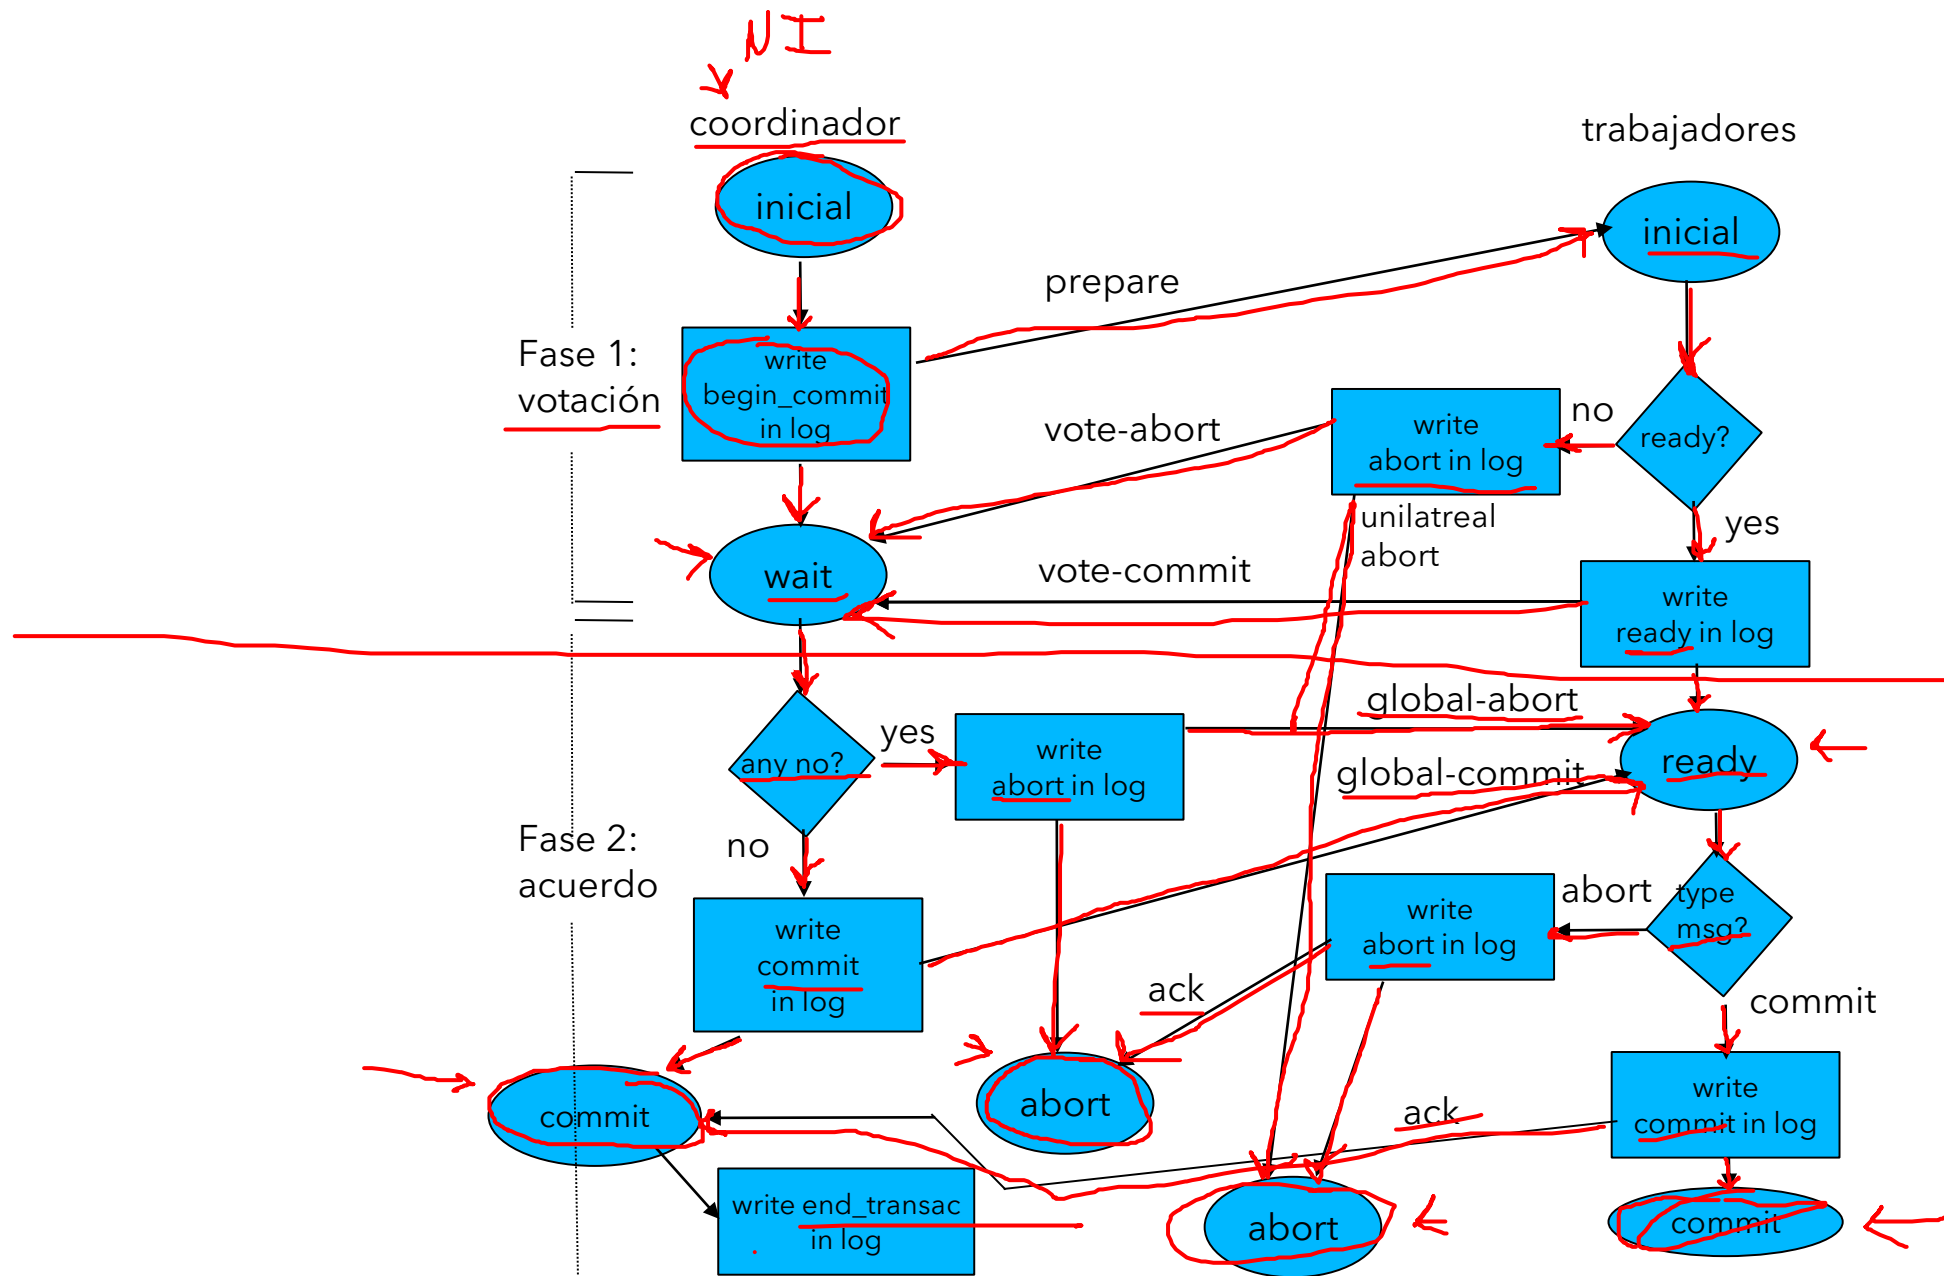 NI
coordinador
trabajadores
inicial
inicial
prepare
Fase 1:
votación
write
begin_commit
in log
vote-abort
write
abort in log
no
ready?
unilatreal
abort
yes
wait
vote-commit
write
ready in log
any no?
yes
write
abort in log
global-abort
global-commit
ready
Fase 2:
acuerdo
no
write
commit
in log
write
abort in log
abort
type
msg?
ack
commit
commit
abort
ack
write
commit in log
write end_transac
in log
abort
commit